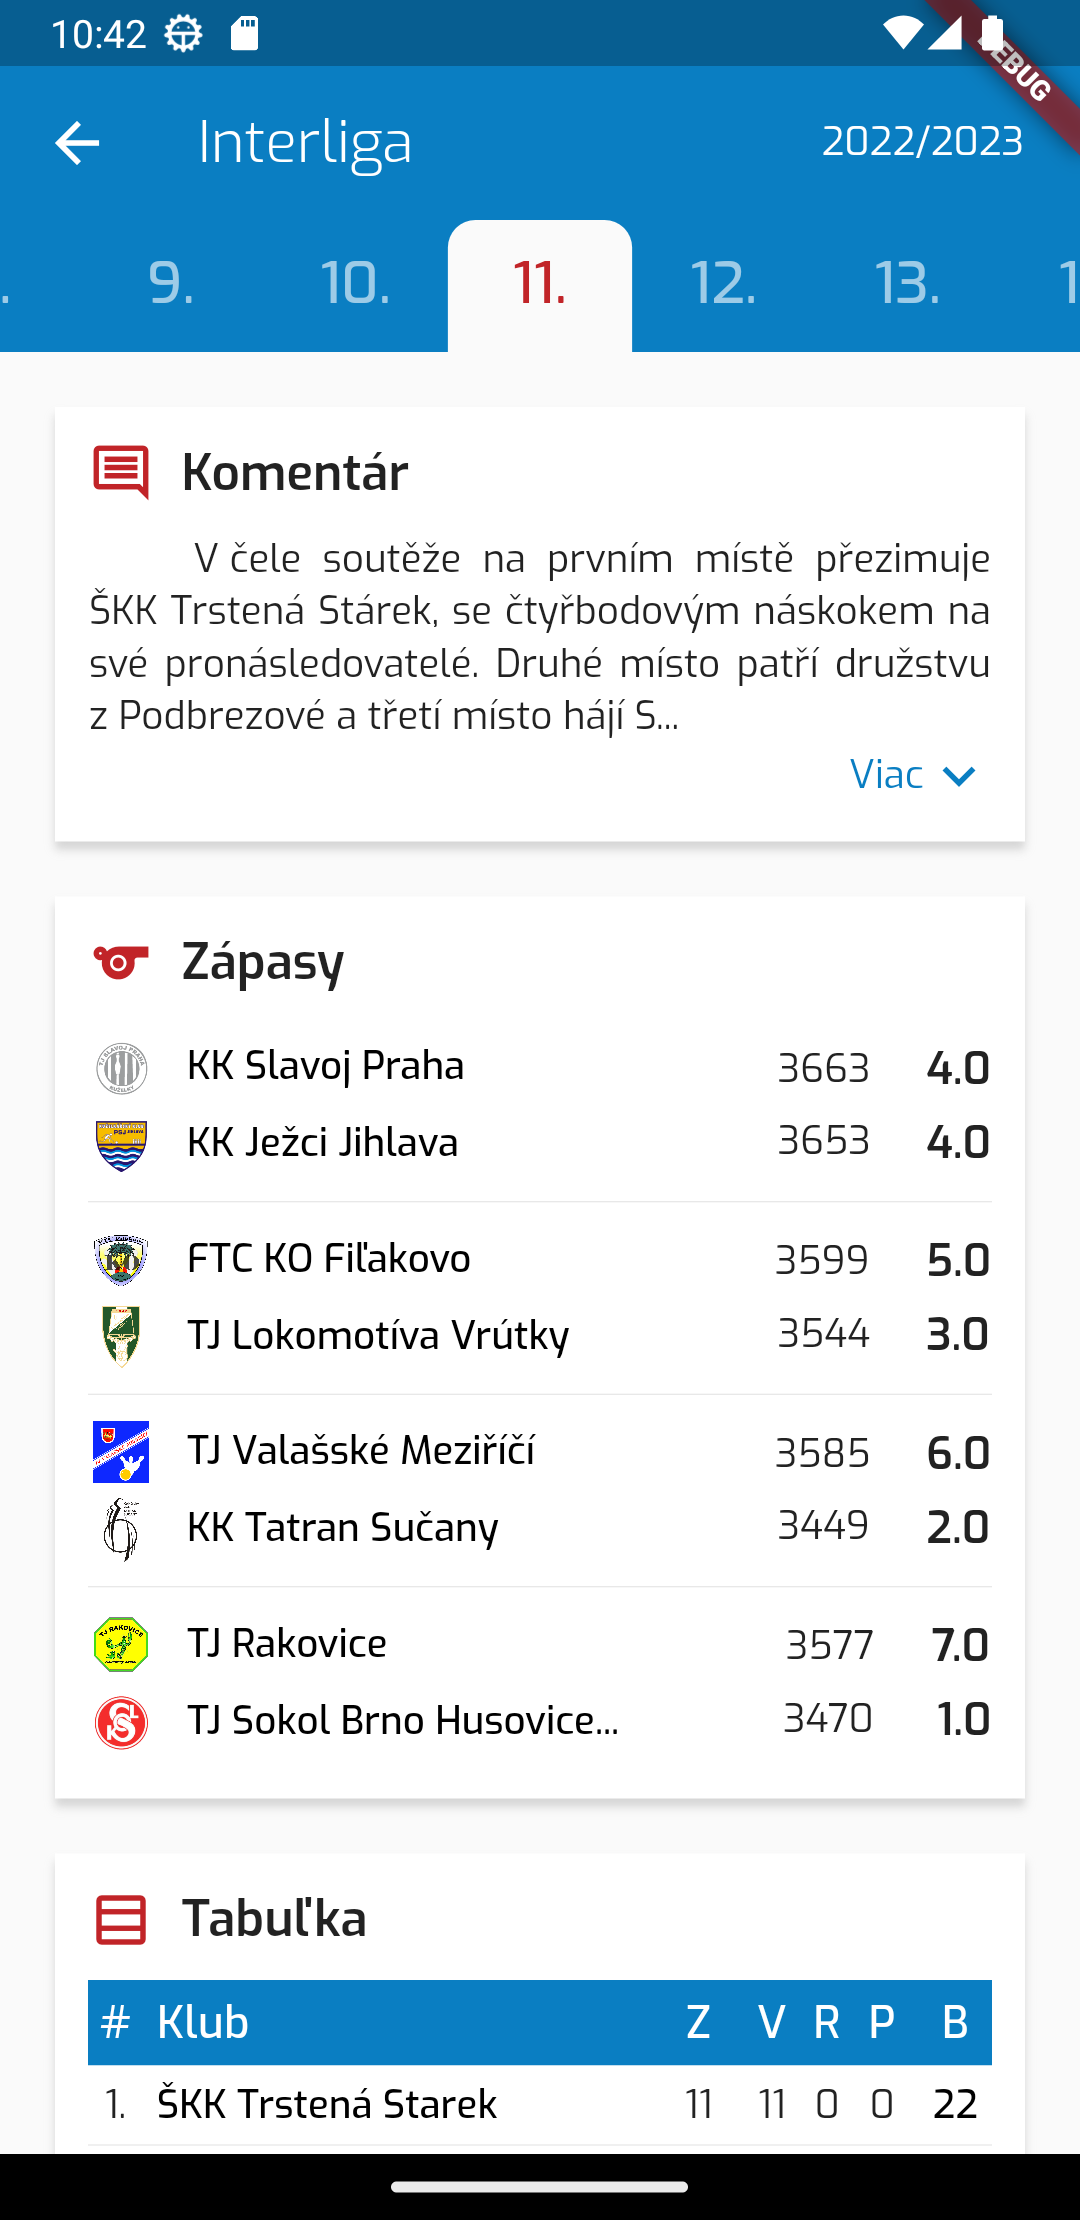 10:42
DEBUG
Interliga
2022/2023
9. 10. 11. 12. 13. 1
Komentár
V čele soutěže na prvním místě přezimuje
ŠKK Trstená Stárek, se čtyřbodovým náskokem na
své pronásledovatelé. Druhé místo patří družstvu
z Podbrezové a třetí místo hájí S...
Viac
Zápasy
KK Slavoj Praha 3663 4.0
KK Ježci Jihlava 3653 4.0
FTC KO Fiľakovo 3599 5.0
TJ Lokomotíva Vrútky 3544 3.0
TJ Valašské Meziříčí 3585 6.0
KK Tatran Sučany 3449 2.0
TJ Rakovice 3577 7.0
TJ Sokol Brno Husovice... 3470 1.0
Tabuľka
# Klub Z V R P B
1. ŠKK Trstená Starek 11 11 0 0 22